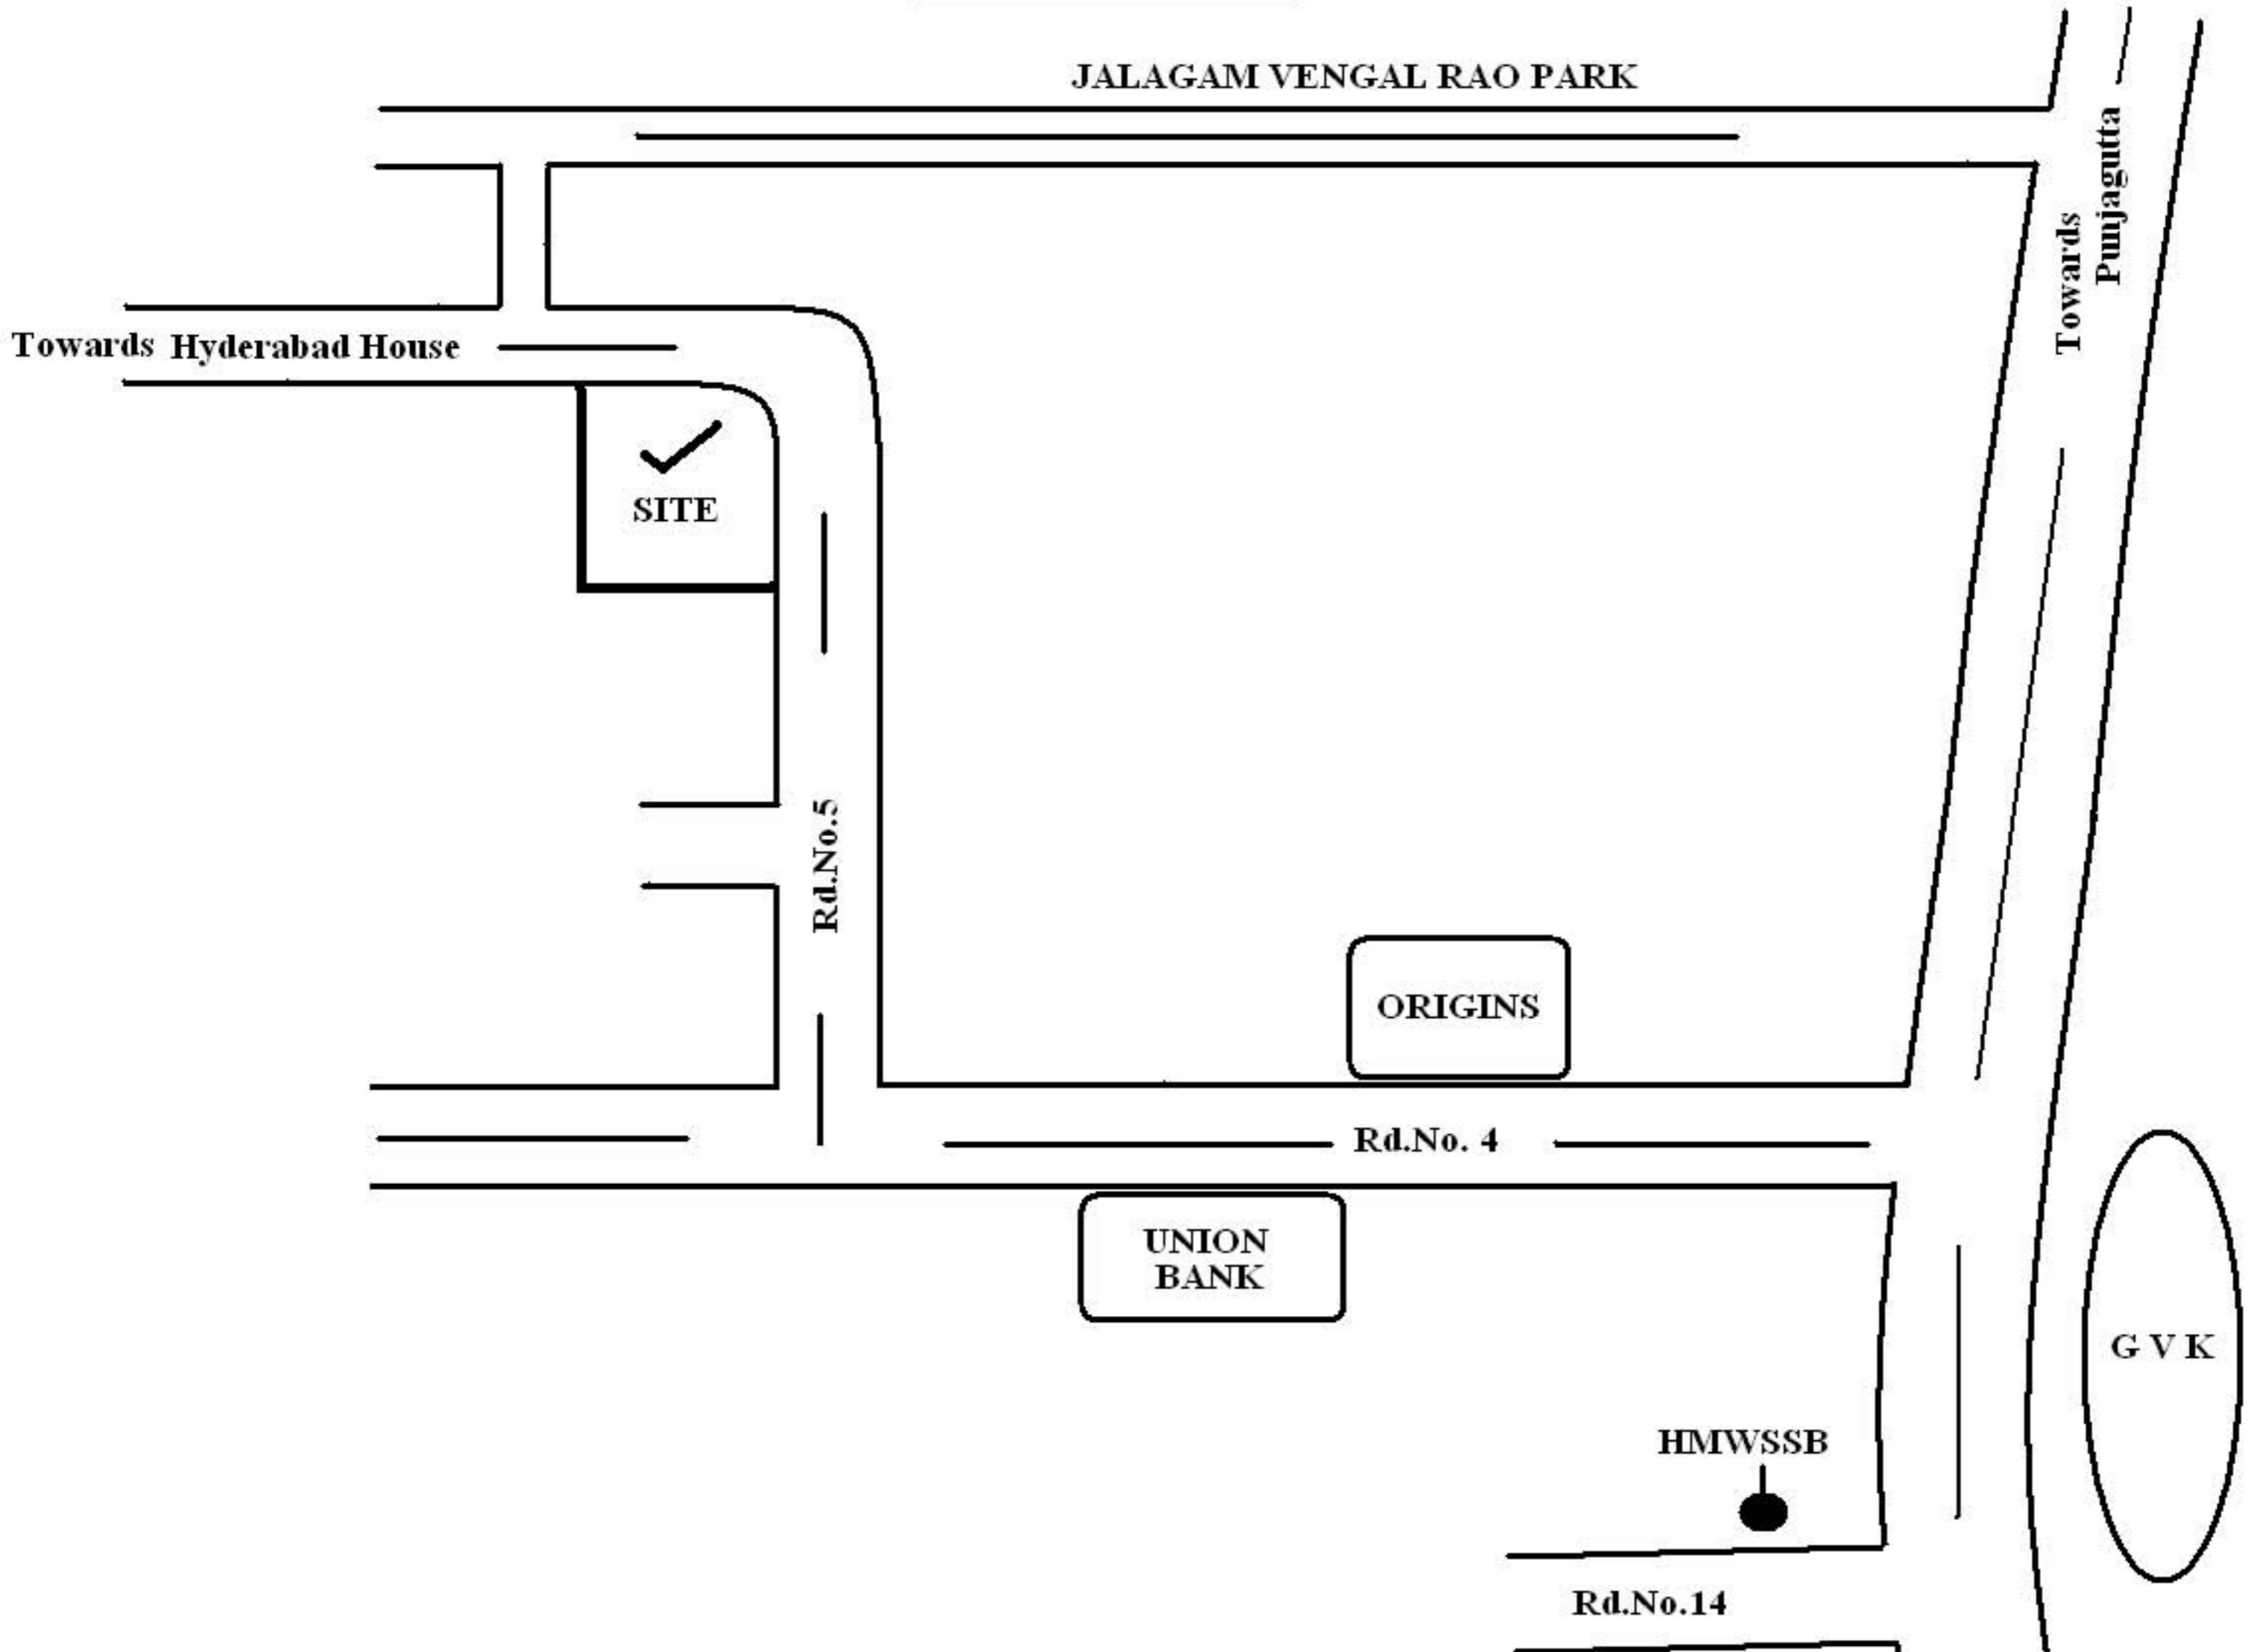 JALAGAM VENGAL RAO PARK
Towards
Punjagutta
Towards Hyderabad House
SITE
Rd.No.5
ORIGINS
Rd.No. 4
UNION
BANK
G V K
HMWSSB
Rd.No.14